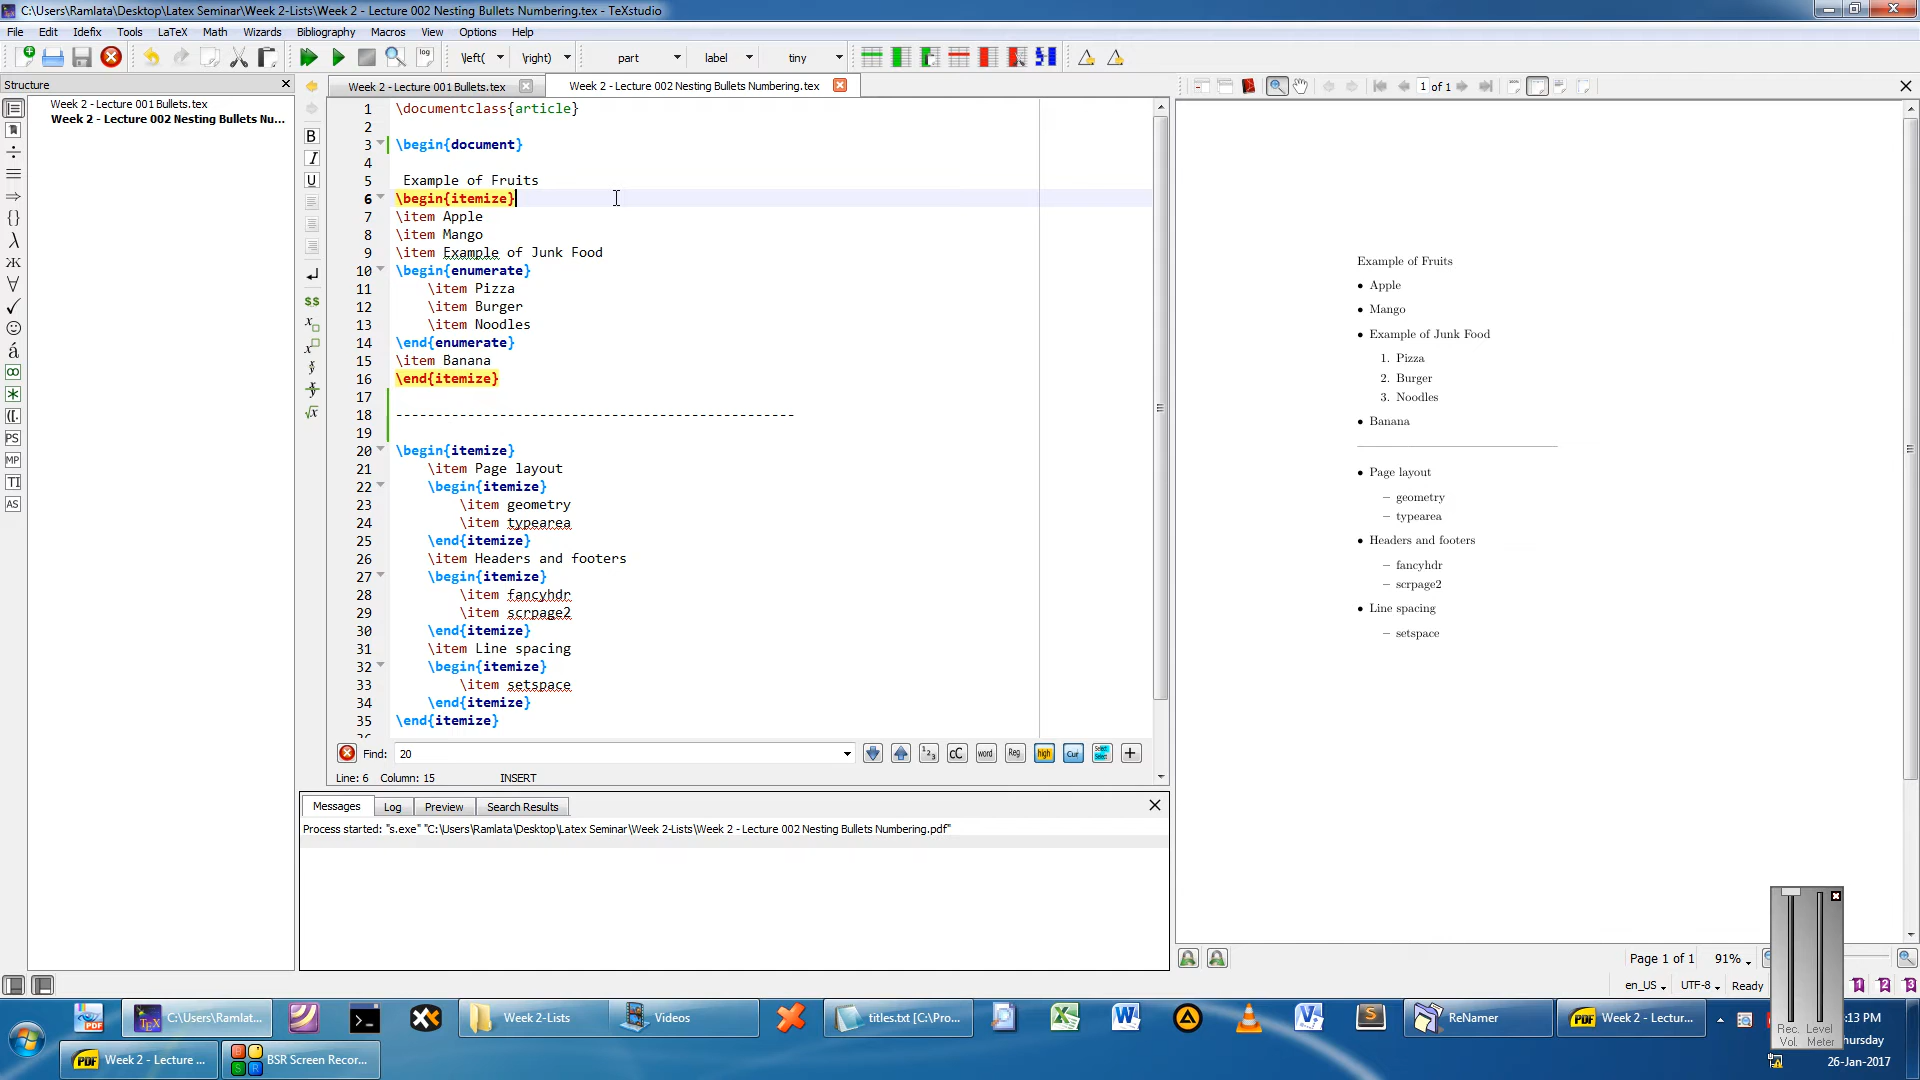 C:\Users\Ramlata\Desktop\Latex Seminar\Week 2-Lists\Week 2 - Lecture 002 Nesting Bullets Numbering.tex - TeXstudio
File Edit Idefix Tools LaTeX Math Wizards Bibliography Macros View Options Help
\left( \right) part label tiny
Structure
Week 2 - Lecture 001 Bullets.tex
Week 2 - Lecture 002 Nesting Bullets Nu...
Week 2 - Lecture 001 Bullets.tex Week 2 - Lecture 002 Nesting Bullets Numbering.tex
1 of 1
1 \documentclass{article}
2
3 \begin{document}
4
5 Example of Fruits
6 \begin{itemize}
7 \item Apple
8 \item Mango
9 \item Example of Junk Food
10 \begin{enumerate}
11 \item Pizza
12 \item Burger
13 \item Noodles
14 \end{enumerate}
15 \item Banana
16 \end{itemize}
17
18 --------------------------------------------------
19
20 \begin{itemize}
21 \item Page layout
22 \begin{itemize}
23 \item geometry
24 \item typearea
25 \end{itemize}
26 \item Headers and footers
27 \begin{itemize}
28 \item fancyhdr
29 \item scrpage2
30 \end{itemize}
31 \item Line spacing
32 \begin{itemize}
33 \item setspace
34 \end{itemize}
35 \end{itemize}
Find: 20
Line: 6 Column: 15 INSERT
Messages Log Preview Search Results
Process started: "s.exe" "C:\Users\Ramlata\Desktop\Latex Seminar\Week 2-Lists\Week 2 - Lecture 002 Nesting Bullets Numbering.pdf"
Example of Fruits
• Apple
• Mango
• Example of Junk Food
1. Pizza
2. Burger
3. Noodles
• Banana
• Page layout
– geometry
– typearea
• Headers and footers
– fancyhdr
– scrpage2
• Line spacing
– setspace
Page 1 of 1 91%
en_US UTF-8 Ready
Rec. Vol. Level Meter
C:\Users\Ramlat... Week 2-Lists Videos titles.txt [C:\Pro... ReNamer Week 2 - Lectur...
Week 2 - Lecture ... BSR Screen Recor...
:13 PM
26-Jan-2017